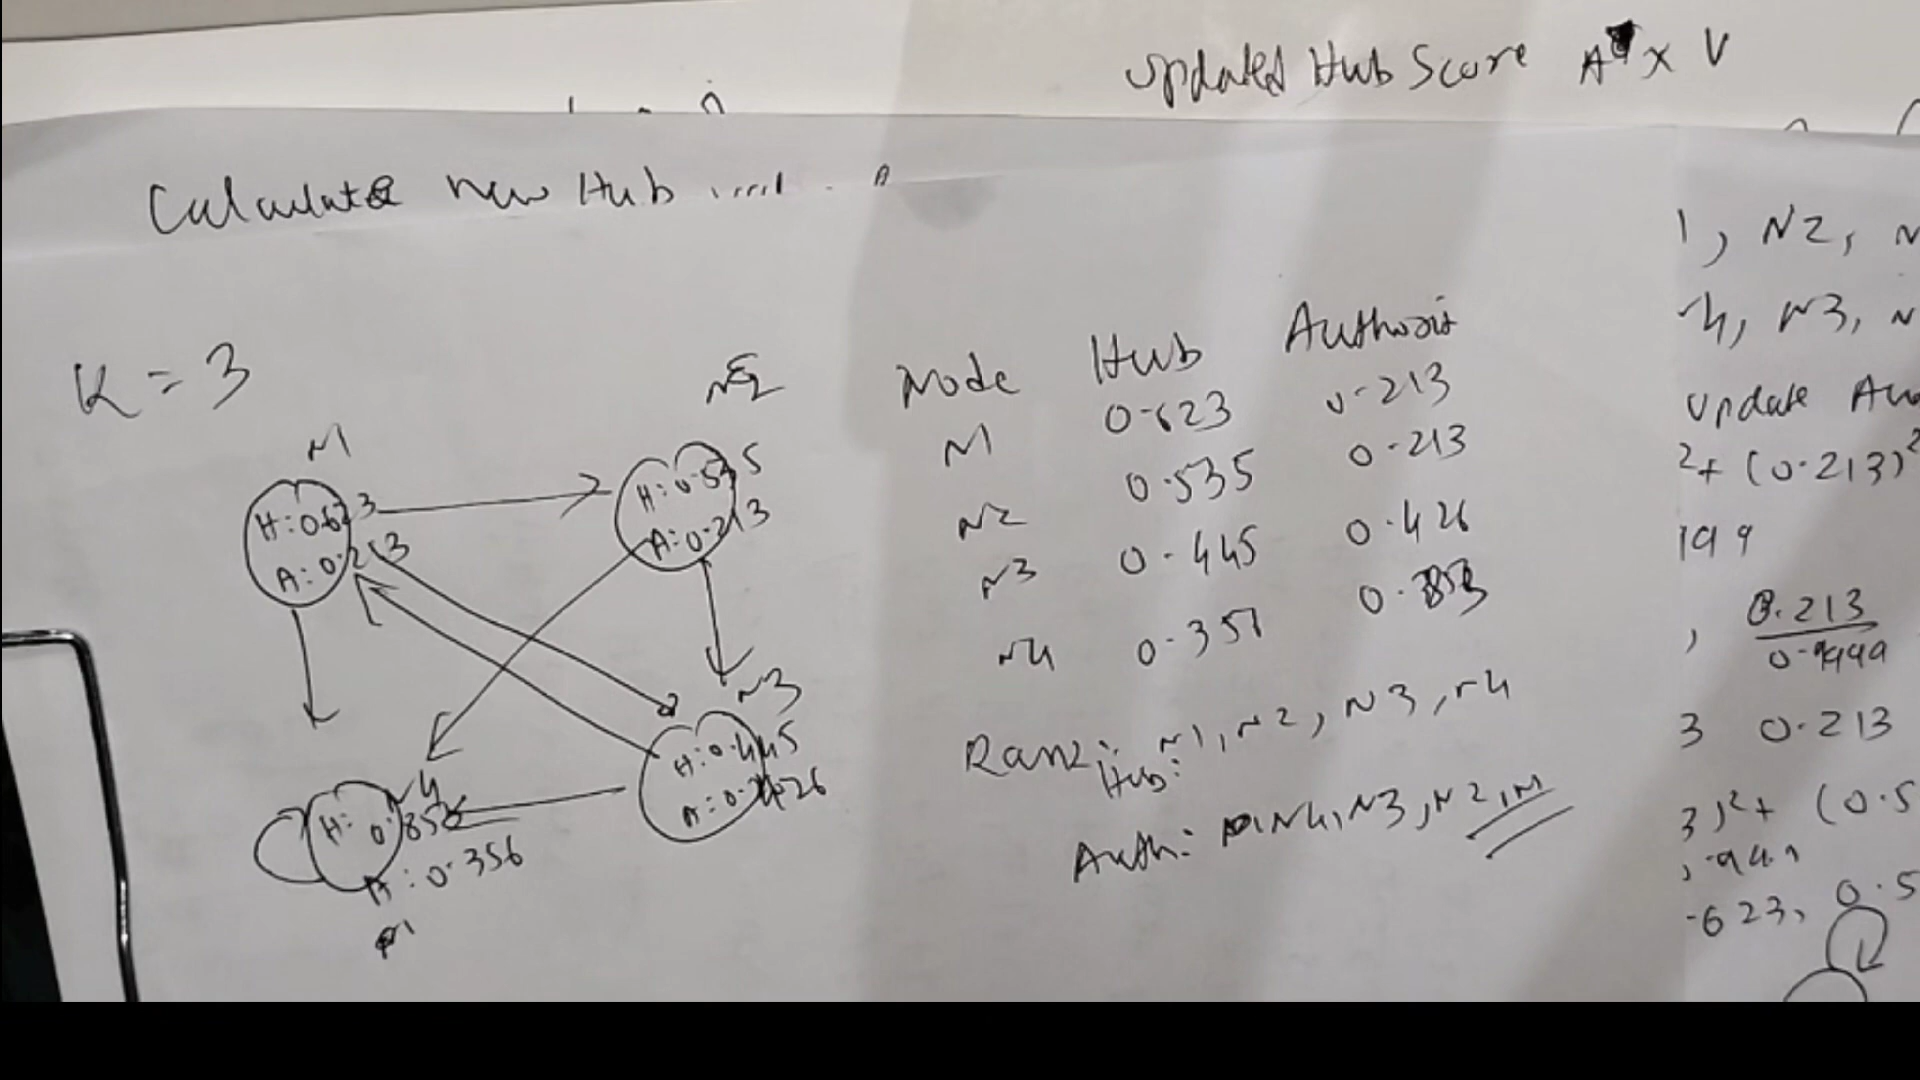 Updated Hub Score A x V
Calculate new Hub .....
K = 3
N2
N1
H: 0.623
A: 0.213
H: 0.535
A: 0.213
N3
H: 0.445
A: 0.426
N4
H: 0.853
A: 0.356
Node Hub Authorit
N1 0.623 0.213
N2 0.535 0.213
N3 0.445 0.426
N4 0.357 0.853
Rank:
Hub: N1, N2, N3, N4
Auth: N4, N3, N2, N1
1, N2, N
4, N3, N
Update Au
2+ (0.213)2
199
, 0.213
0.9999
3 0.213
3)2+ (0.5
.623, 0.5